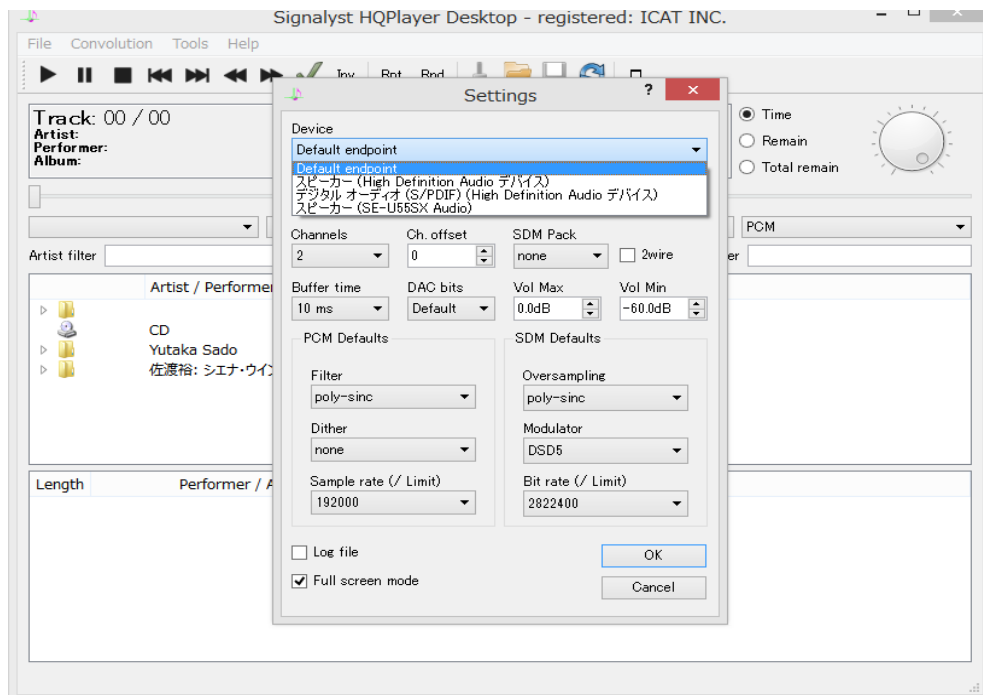 Signalyst HQPlayer Desktop - registered: ICAT INC.
File Convolution Tools Help
Inv Rpt Rnd
Track: 00 / 00
Artist:
Performer:
Album:
Time
Remain
Total remain
PCM
Artist filter
Artist / Performe
CD
Yutaka Sado
佐渡裕: シエナ・ウイン
Length Performer / A
Settings
?
Device
Default endpoint
Default endpoint
スピーカー (High Definition Audio デバイス)
デジタル オーディオ (S/PDIF) (High Definition Audio デバイス)
スピーカー (SE-U55SX Audio)
Channels Ch. offset SDM Pack
2 0 none 2wire
Buffer time DAC bits Vol Max Vol Min
10 ms Default 0.0dB -60.0dB
PCM Defaults
Filter
poly-sinc
Dither
none
Sample rate (/ Limit)
192000
SDM Defaults
Oversampling
poly-sinc
Modulator
DSD5
Bit rate (/ Limit)
2822400
Log file
Full screen mode
OK
Cancel